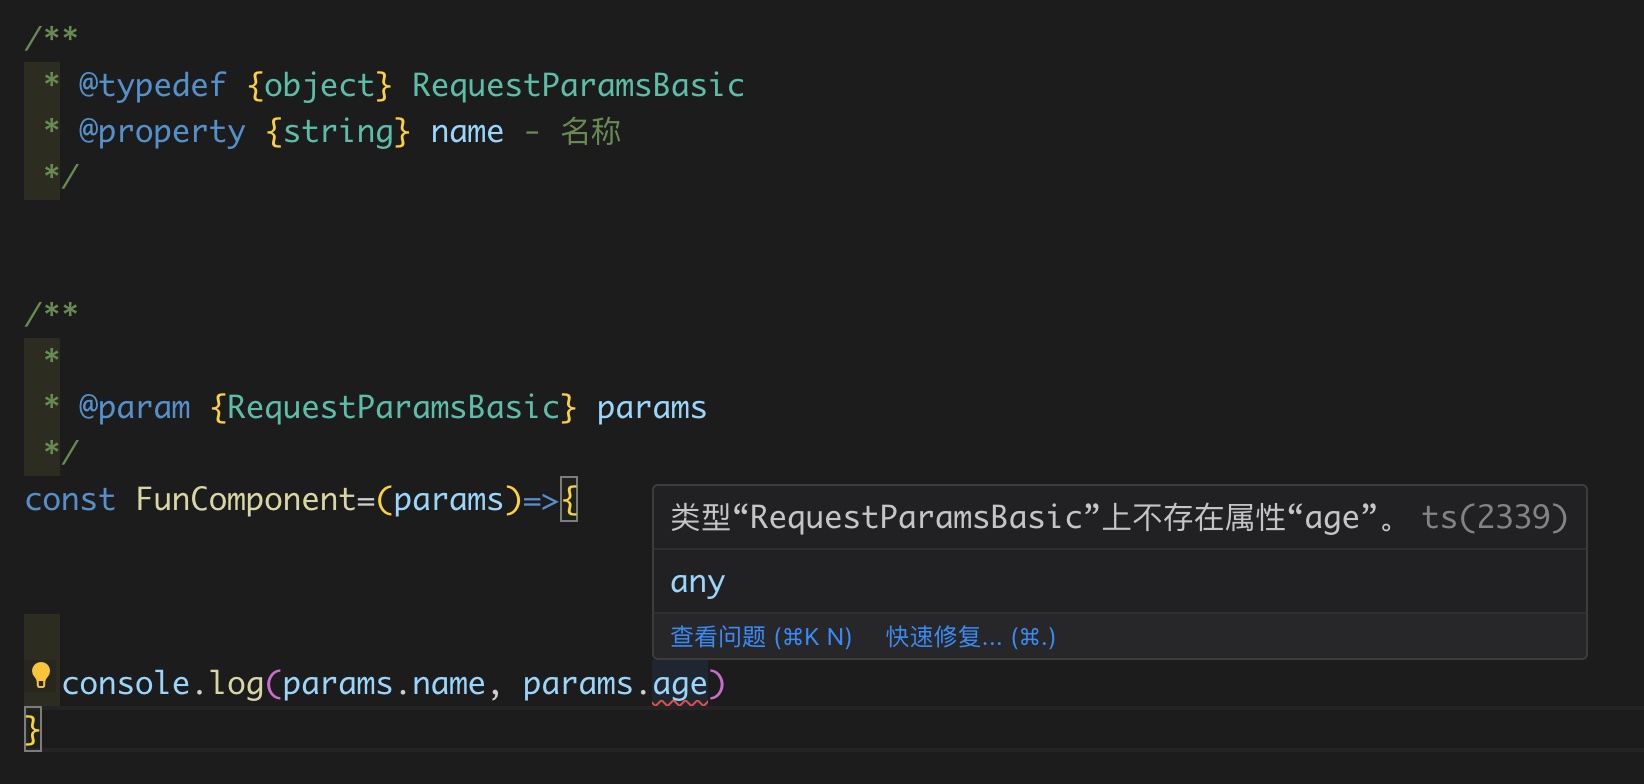 /**
 * @typedef {object} RequestParamsBasic
 * @property {string} name - 名称
 */
/**
 *
 * @param {RequestParamsBasic} params
 */
const FunComponent=(params)=>{
类型“RequestParamsBasic”上不存在属性“age”。 ts(2339)
any
查看问题 (⌘K N) 快速修复... (⌘.)
console.log(params.name, params.age)
}